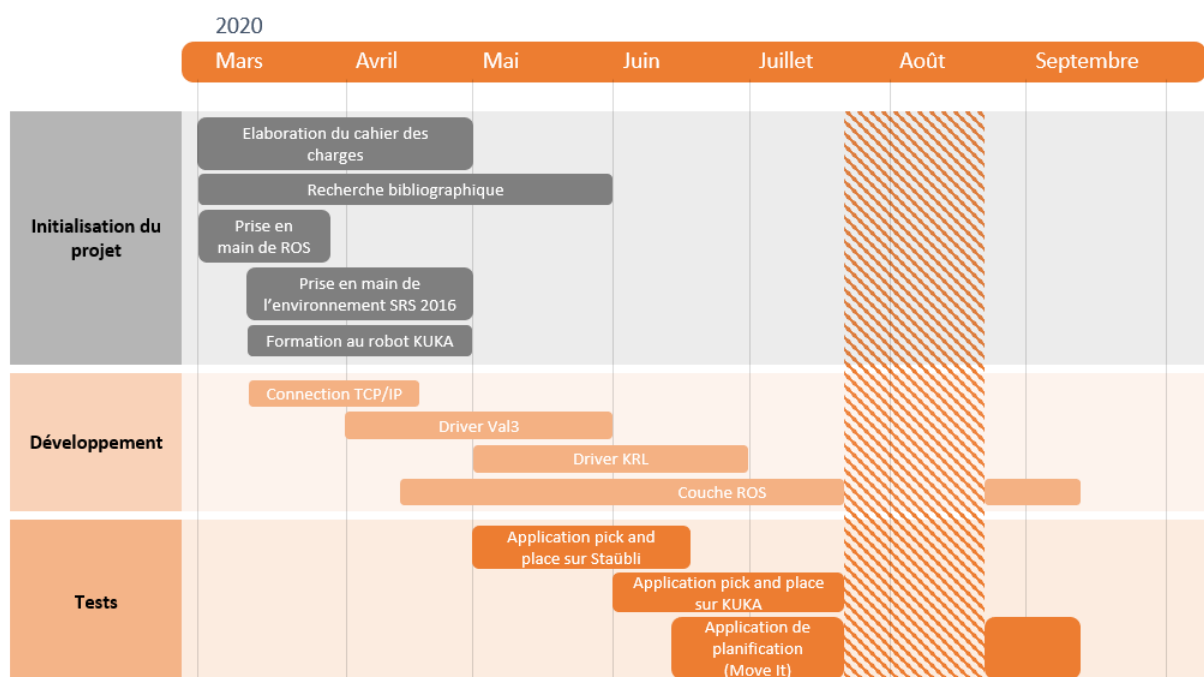 2020
Mars Avril Mai Juin Juillet Août Septembre
Initialisation du
projet
Elaboration du cahier des
charges
Recherche bibliographique
Prise en
main de ROS
Prise en main de
l'environnement SRS 2016
Formation au robot KUKA
Développement
Connection TCP/IP
Driver Val3
Driver KRL
Couche ROS
Tests
Application pick and
place sur Staübli
Application pick and place
sur KUKA
Application de
planification
(Move It)